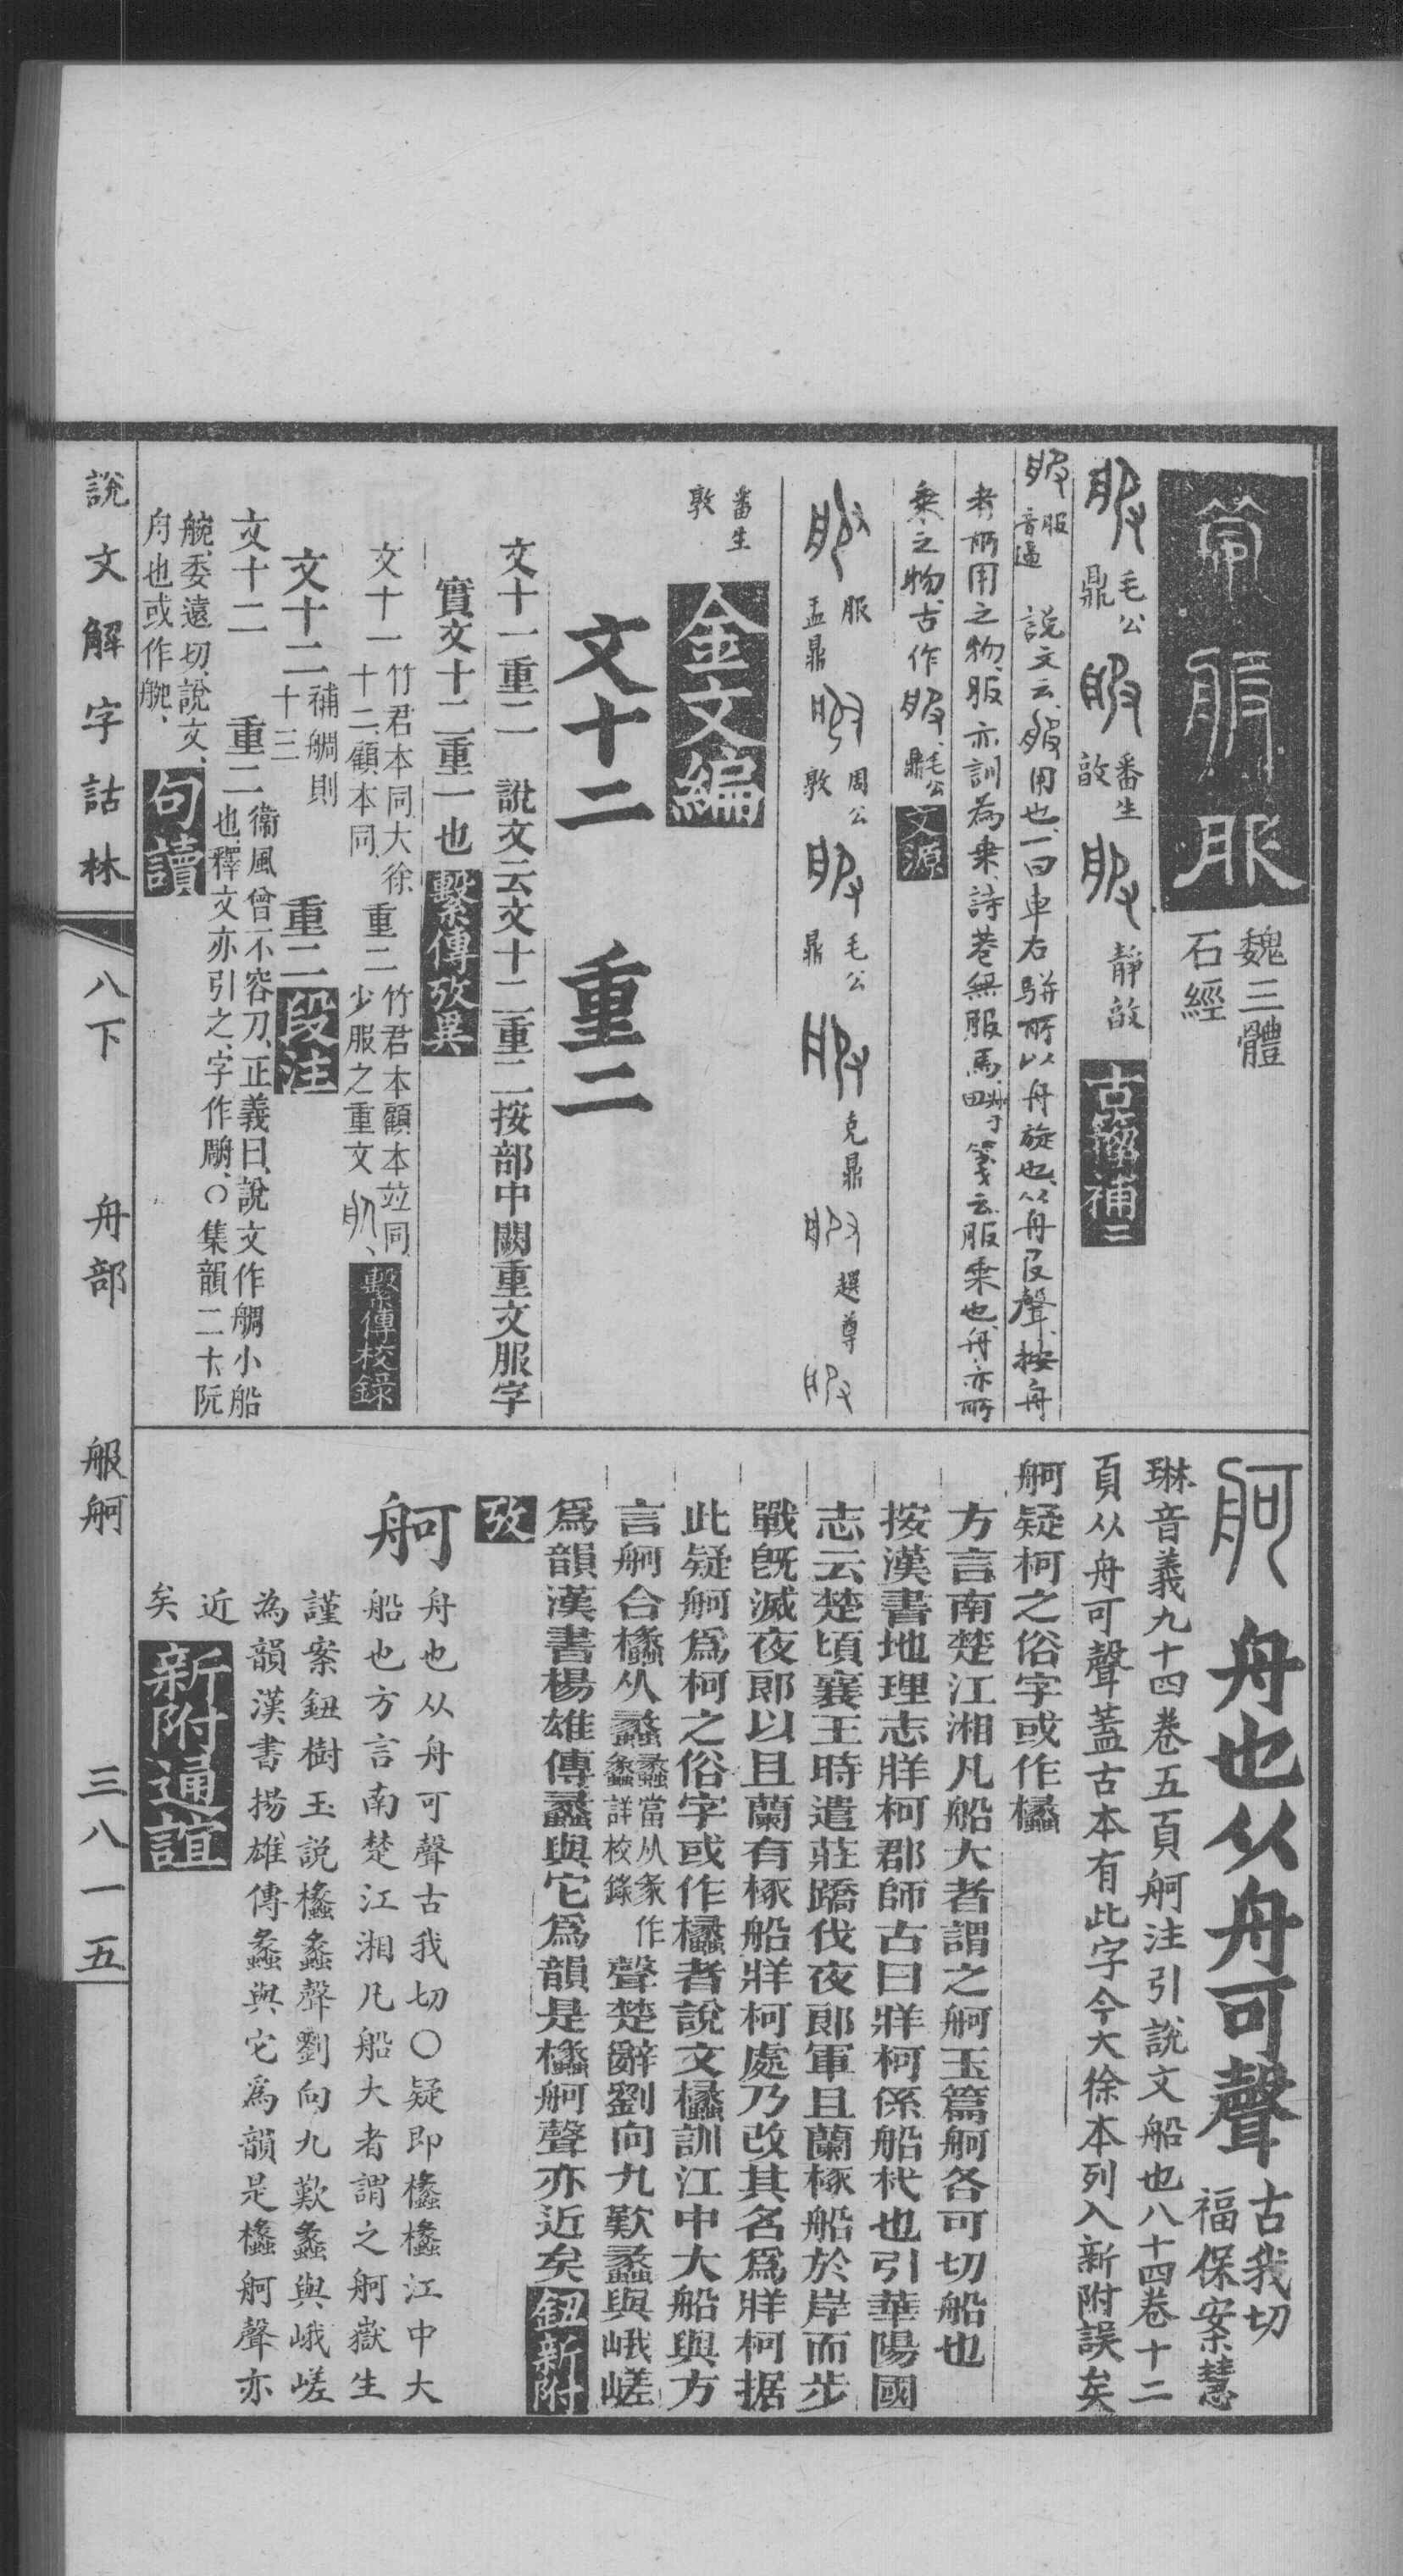 服 魏三體
石經
毛公
鼎
番生
敦
靜敦
古籀補二
服
音逼
說文云、服用也、一曰車右騑所以舟旋也、从舟𠬝聲、按舟
者所用之物、服亦訓為乘、詩巷無服馬、箋云服乘也、舟亦所
乘之物、古作
毛公
鼎
文源
服
盂鼎
周公
敦
毛公
鼎
克鼎
趩尊
番生
敦
金文編
文十二 重二
文十一重二 說文云文十二重二按部中闕重文服字
實文十二重一也 繫傳攷異
文十一
竹君本同大徐
十二顧本同、
重二
竹君本顧本竝同
少服之重文
繫傳校錄
文十二
補舠則
十三
重二 段注
文十二 重二
衞風曾不容刀、正義曰、說文作舠小船
也、釋文亦引之、字作𦩍、○集韻二十阮
䑱、委遠切、說文、
舟也或作䑱、
句讀
舸 舟也从舟可聲
古我切
福保案慧
琳音義九十四卷五頁舸注引說文船也八十四卷十二
頁从舟可聲蓋古本有此字今大徐本列入新附誤矣
舸疑柯之俗字或作欚
方言南楚江湘凡船大者謂之舸玉篇舸各可切船也
按漢書地理志牂柯郡師古曰牂柯係船杙也引華陽國
志云楚頃襄王時遣莊蹻伐夜郎軍且蘭椓船於岸而步
戰旣滅夜郎以且蘭有椓船牂柯處乃改其名爲牂柯据
此疑舸爲柯之俗字或作欚者說文欚訓江中大船與方
言舸合欚从蠡
蠡當从彖作
蠡詳校錄
聲楚辭劉向九歎蠡與峨嵯
爲韻漢書楊雄傳蠡與它爲韻是欚舸聲亦近矣 鈕新附
攷
舸
舟也从舟可聲古我切〇疑即欚欚江中大
船也方言南楚江湘凡船大者謂之舸嶽生
謹案鈕樹玉說欚蠡聲劉向九歎蠡與峨嵯
為韻漢書揚雄傳蠡與它爲韻是欚舸聲亦
近
矣
新附通誼
說文解字詁林 八下 舟部 服舸 三八一五